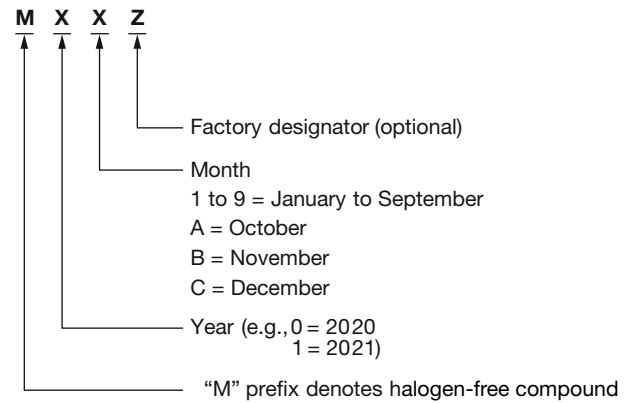 M X X Z
Factory designator (optional)
Month
1 to 9 = January to September
A = October
B = November
C = December
Year (e.g., 0 = 2020
1 = 2021)
“M” prefix denotes halogen-free compound